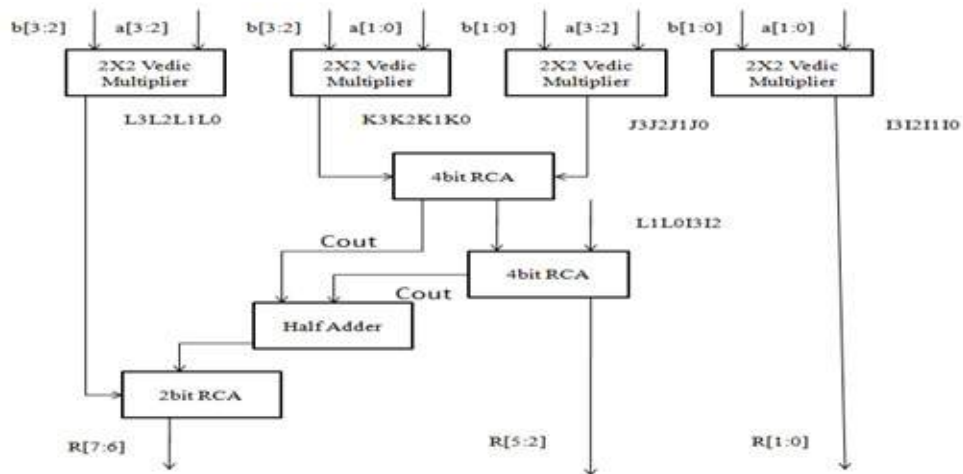 b[3:2] a[3:2] b[3:2] a[1:0] b[1:0] a[3:2] b[1:0] a[1:0]
2X2 Vedic
Multiplier
2X2 Vedic
Multiplier
2X2 Vedic
Multiplier
2X2 Vedic
Multiplier
L3L2L1L0
K3K2K1K0
J3J2J1J0
I3I2I1I0
4bit RCA
L1L0I3I2
Cout
4bit RCA
Cout
Half Adder
2bit RCA
R[7:6]
R[5:2]
R[1:0]